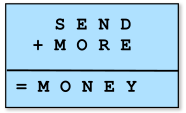 SEND
+ MORE
= MONEY